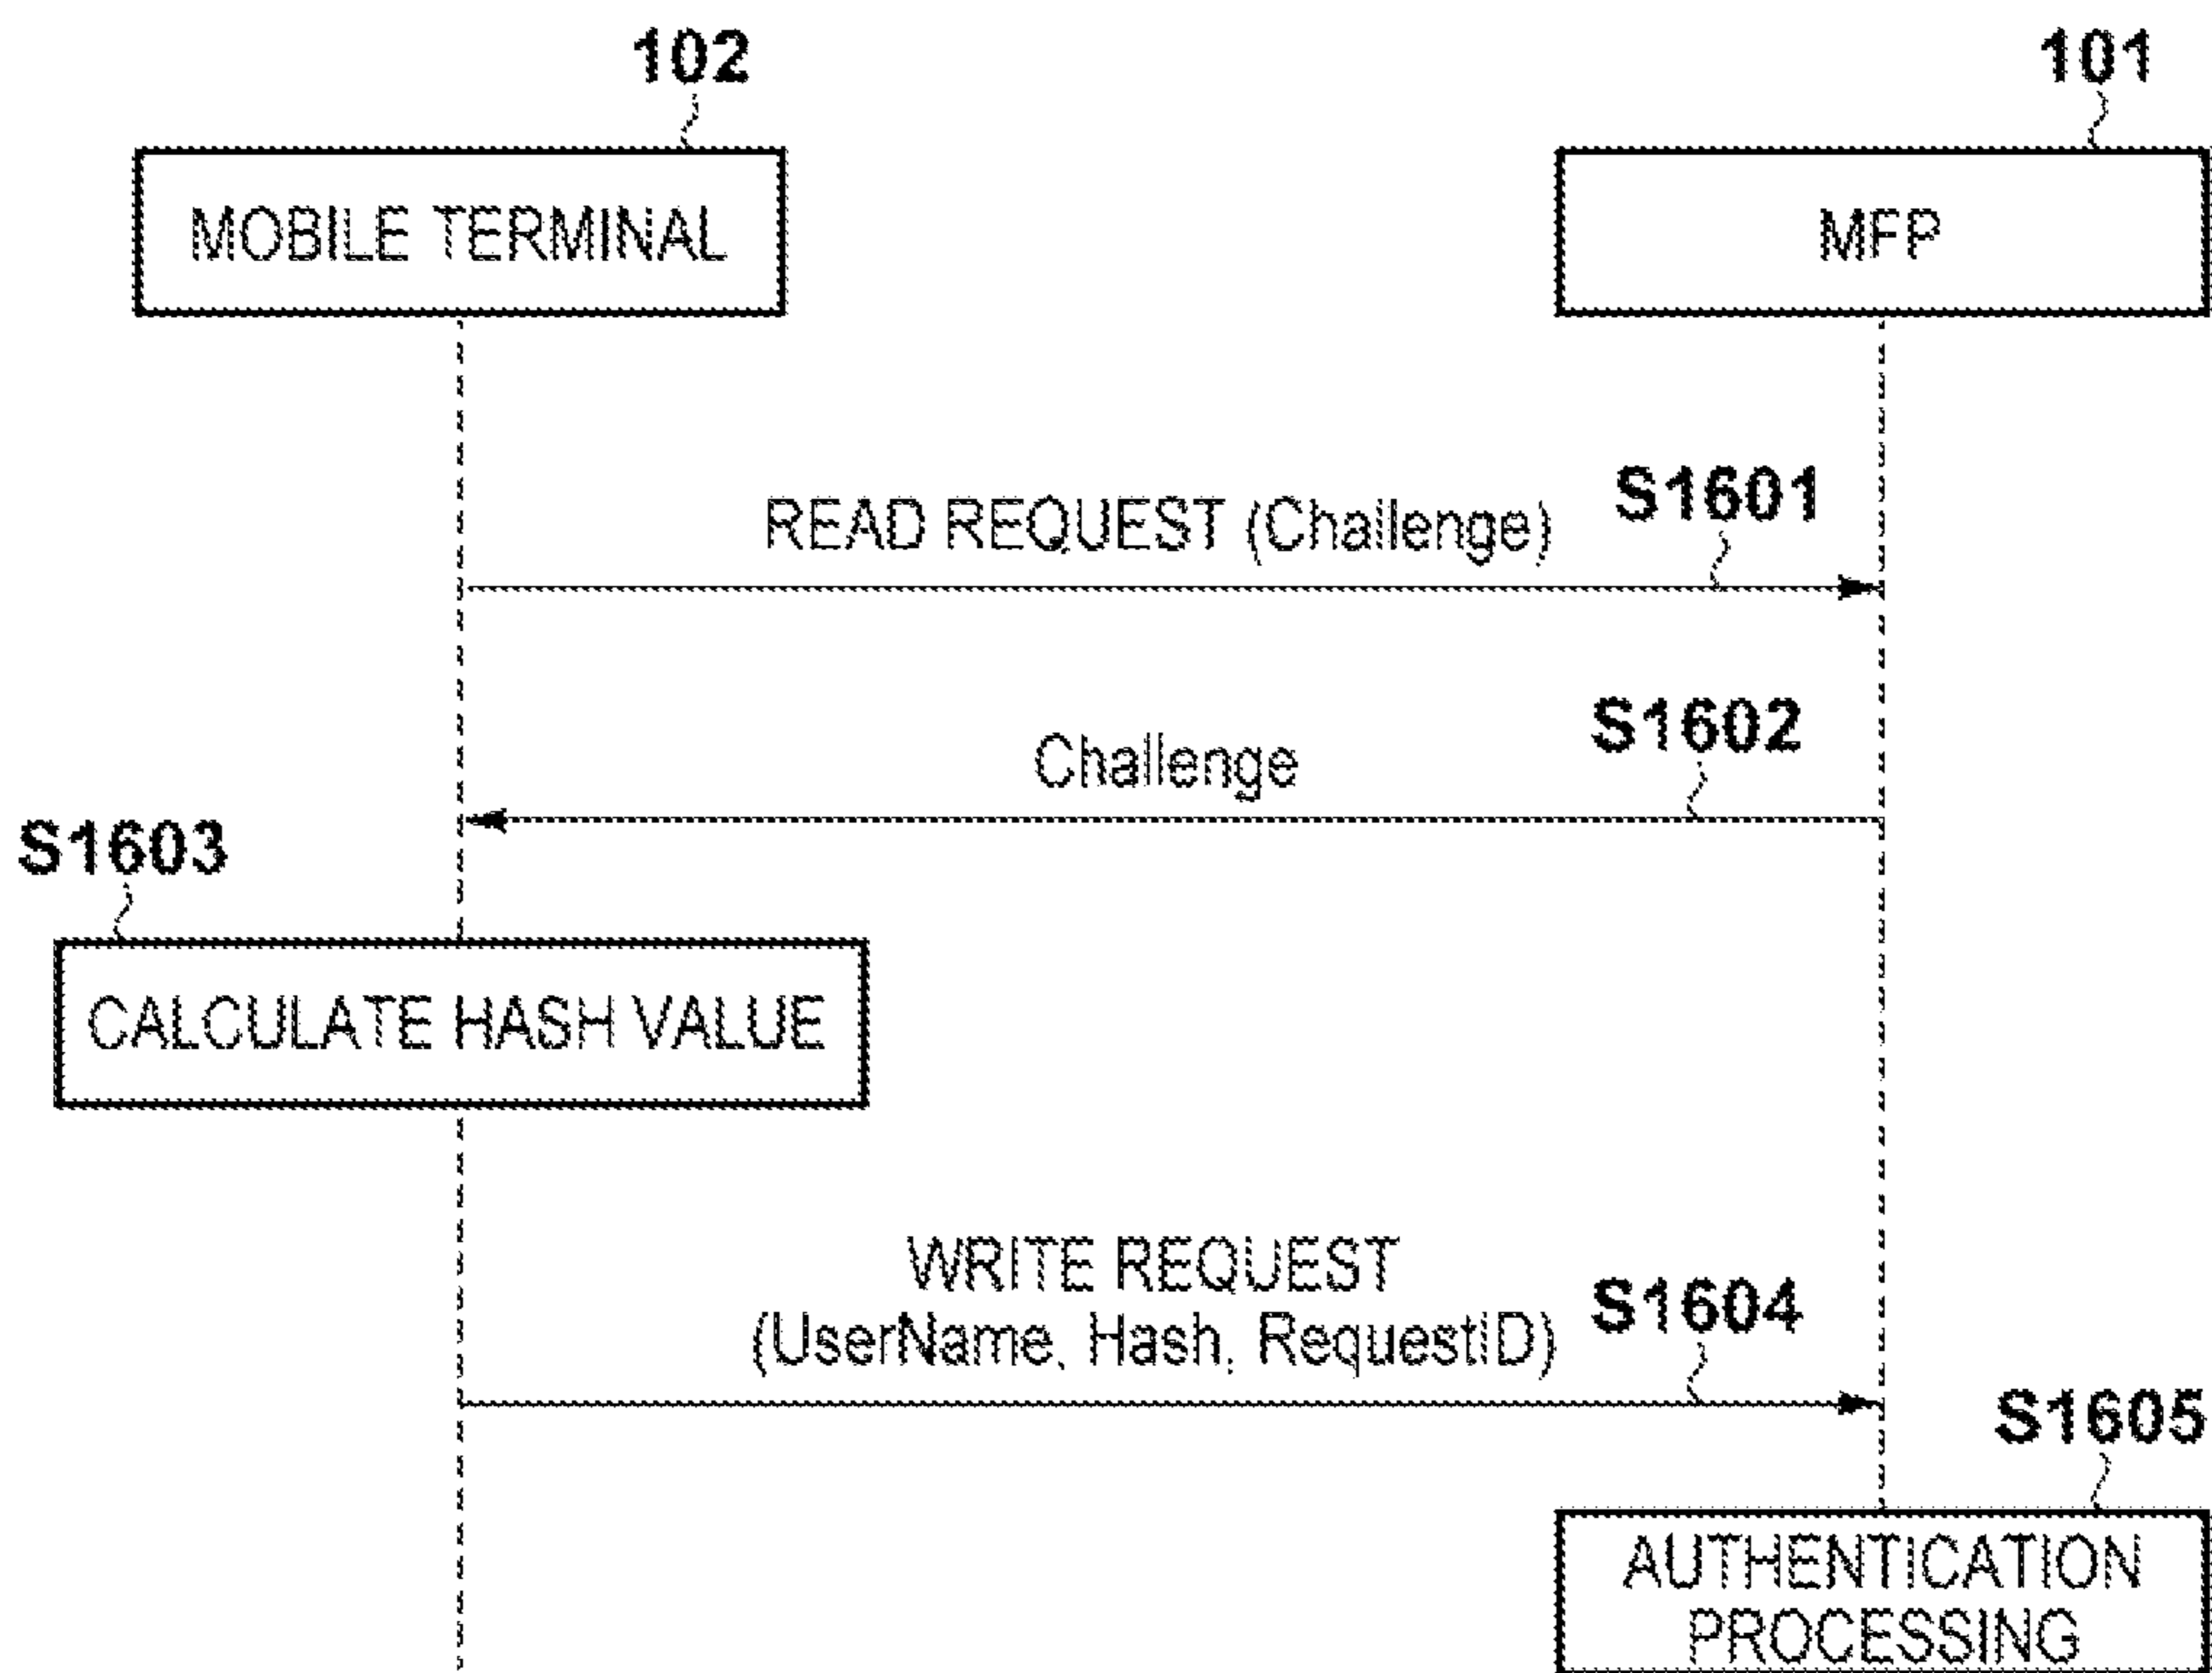 102
101
MOBILE TERMINAL
MFP
READ REQUEST (Challenge)
S1601
Challenge
S1602
S1603
CALCULATE HASH VALUE
WRITE REQUEST
(UserName, Hash, RequestID)
S1604
S1605
AUTHENTICATION
PROCESSING